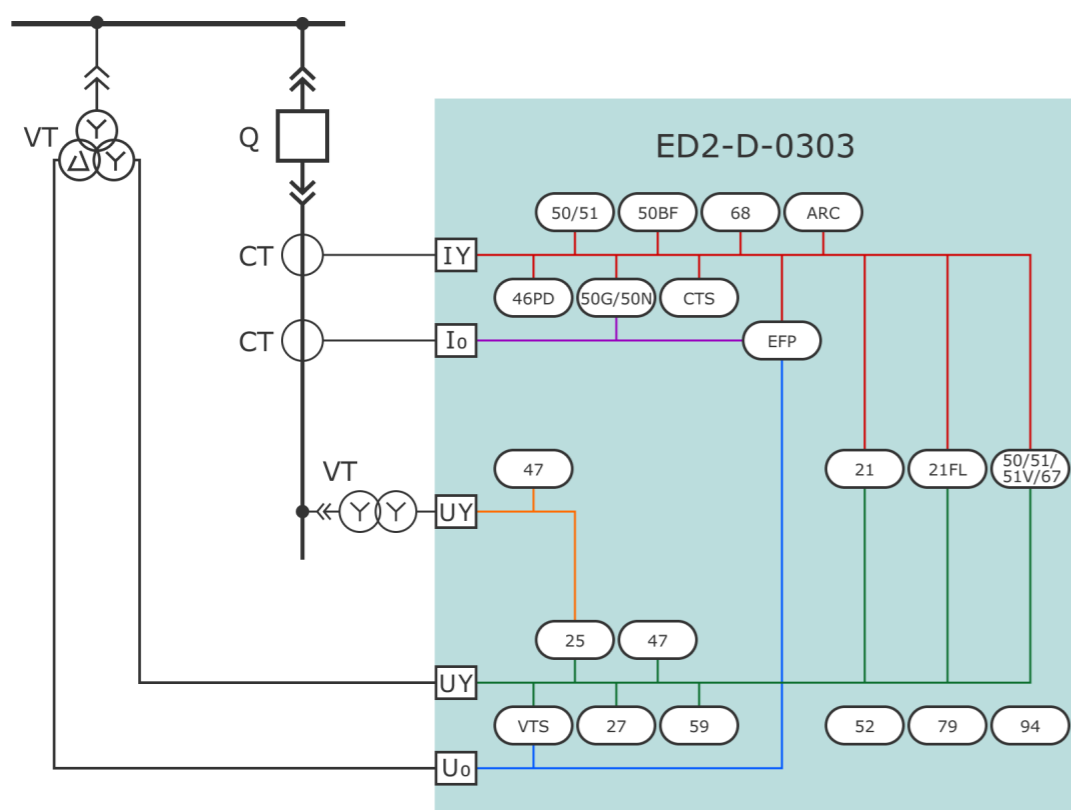 ED2-D-0303
VT
Y
Δ Y
Q
50/51 50BF 68 ARC
CT
IY
46PD 50G/50N CTS
CT
I₀
EFP
47
21 21FL 50/51/
51V/67
VT
Y Y
UY
25 47
UY
VTS 27 59 52 79 94
U₀